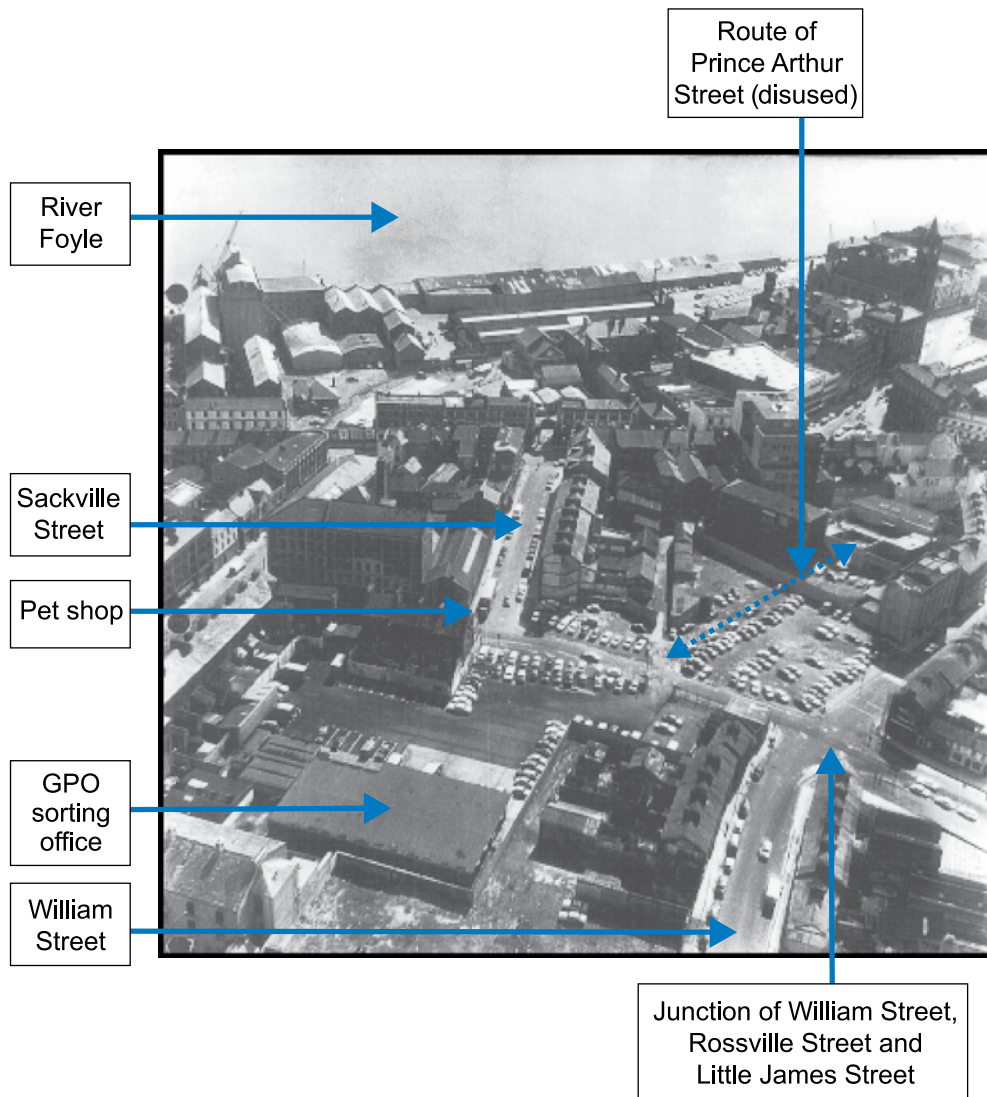 Route of
Prince Arthur
Street (disused)
River
Foyle
Sackville
Street
Pet shop
GPO
sorting
office
William
Street
Junction of William Street,
Rossville Street and
Little James Street